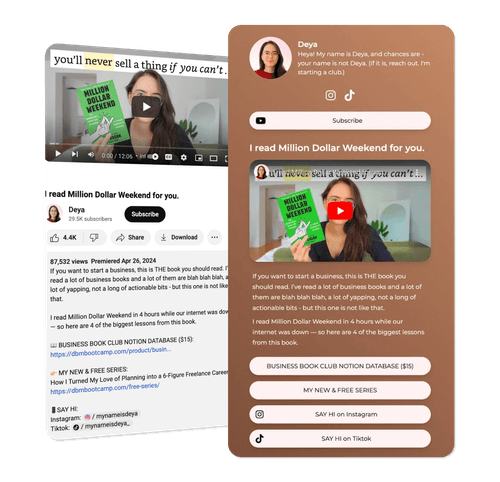 you'll never sell a thing if you can't ...
MILLION
DOLLAR
WEEKEND
0:00 / 12:06
I read Million Dollar Weekend for you.
Deya
29.5K subscribers
Subscribe
4.4K
Share
Download
87,532 views Premiered Apr 26, 2024
If you want to start a business, this is THE book you should read. I'v
read a lot of business books and a lot of them are blah blah blah, a
lot of yapping, not a lot of actionable bits - but this one is not like
that.
I read Million Dollar Weekend in 4 hours while our internet was dow
— so here are 4 of the biggest lessons from this book.
📖 BUSINESS BOOK CLUB NOTION DATABASE ($15):
https://dbmbootcamp.com/product/busin...
👉 MY NEW & FREE SERIES:
How I Turned My Love of Planning into a 6-Figure Freelance Caree
https://dbmbootcamp.com/free-series/
📱SAY HI:
Instagram: / mynameisdeya
Tiktok: / mynameisdeya_
Deya
Heya! My name is Deya, and chances are -
your name is not Deya. (If it is, reach out. I'm
starting a club.)
Subscribe
I read Million Dollar Weekend for you.
u'll never sell a thing if you can't...
MILLION
DOLLAR
WEEKEND
If you want to start a business, this is THE book you
should read. I've read a lot of business books and a lot of
them are blah blah blah, a lot of yapping, not a long of
actionable bits - but this one is not like that.
I read Million Dollar Weekend in 4 hours while our
internet was down — so here are 4 of the biggest lessons
from this book.
BUSINESS BOOK CLUB NOTION DATABASE ($15)
MY NEW & FREE SERIES
SAY HI on Instagram
SAY HI on Tiktok